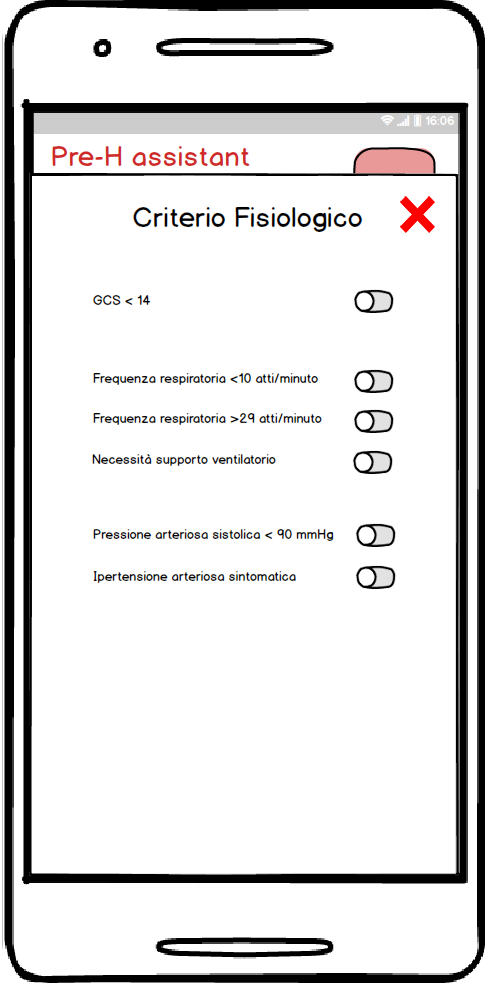 16:06
Pre-H assistant
Criterio Fisiologico
GCS < 14
Frequenza respiratoria <10 atti/minuto
Frequenza respiratoria >29 atti/minuto
Necessità supporto ventilatorio
Pressione arteriosa sistolica < 90 mmHg
Ipertensione arteriosa sintomatica